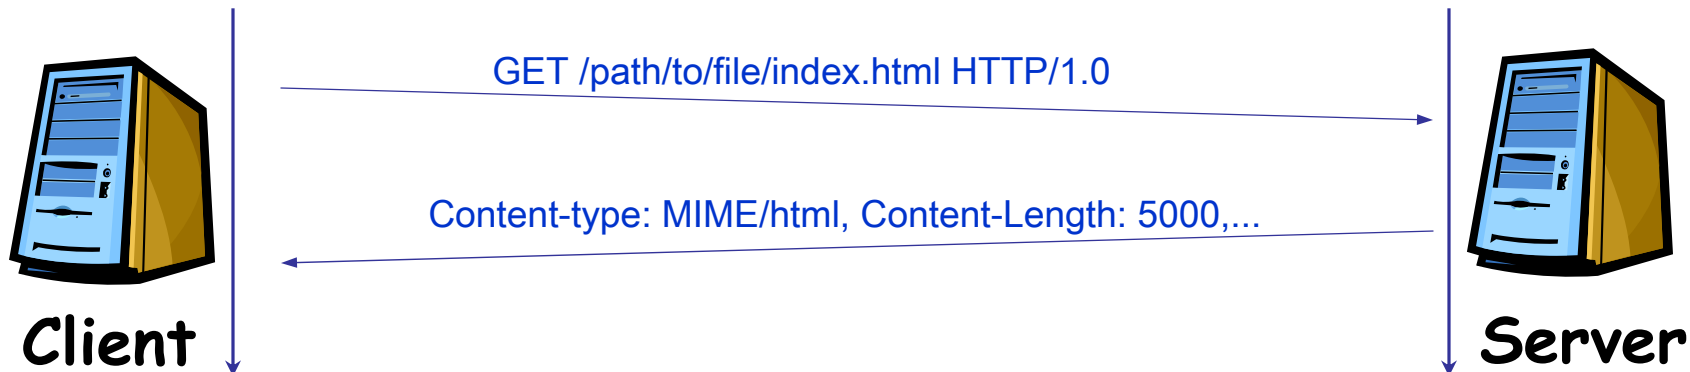 GET /path/to/file/index.html HTTP/1.0
Content-type: MIME/html, Content-Length: 5000,...
Client
Server